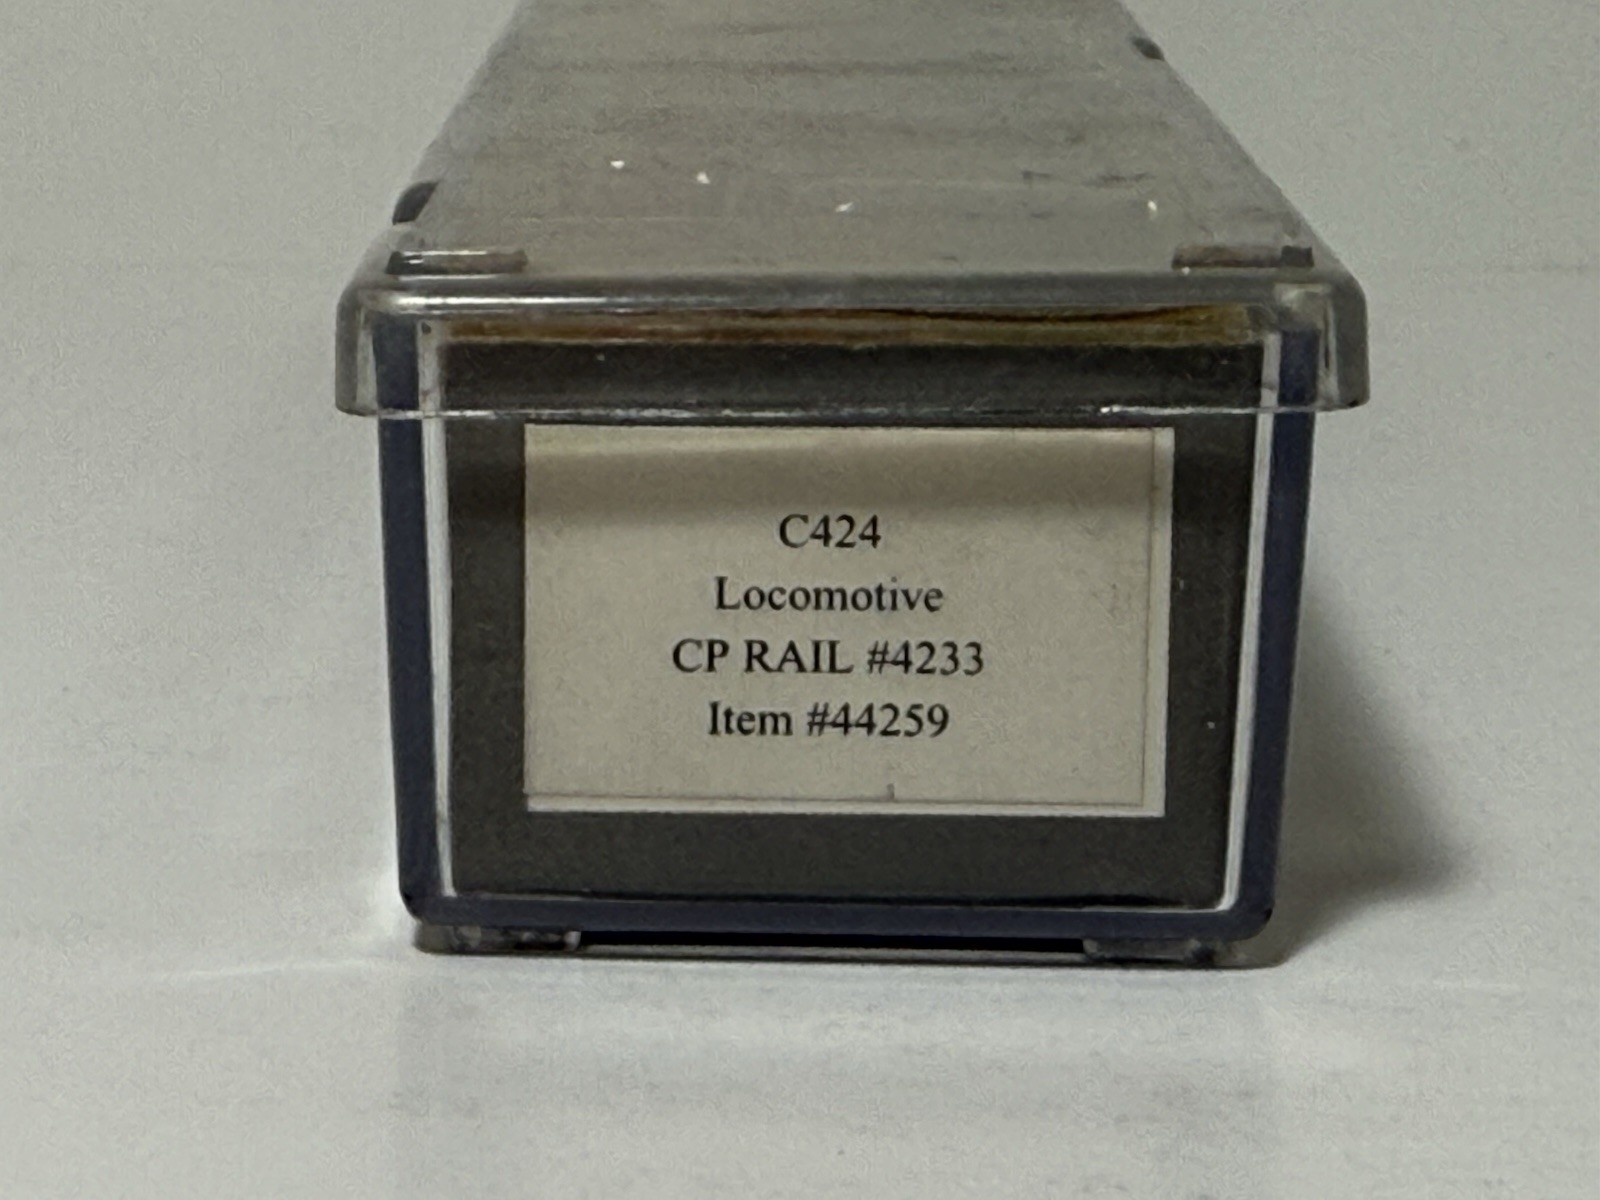 C424
Locomotive
CP RAIL #4233
Item #44259